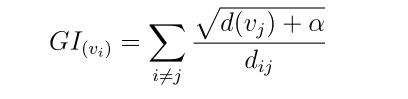 $GI_{(v_i)} = \sum_{i \neq j} \frac{\sqrt{d(v_j) + \alpha}}{d_{ij}}$